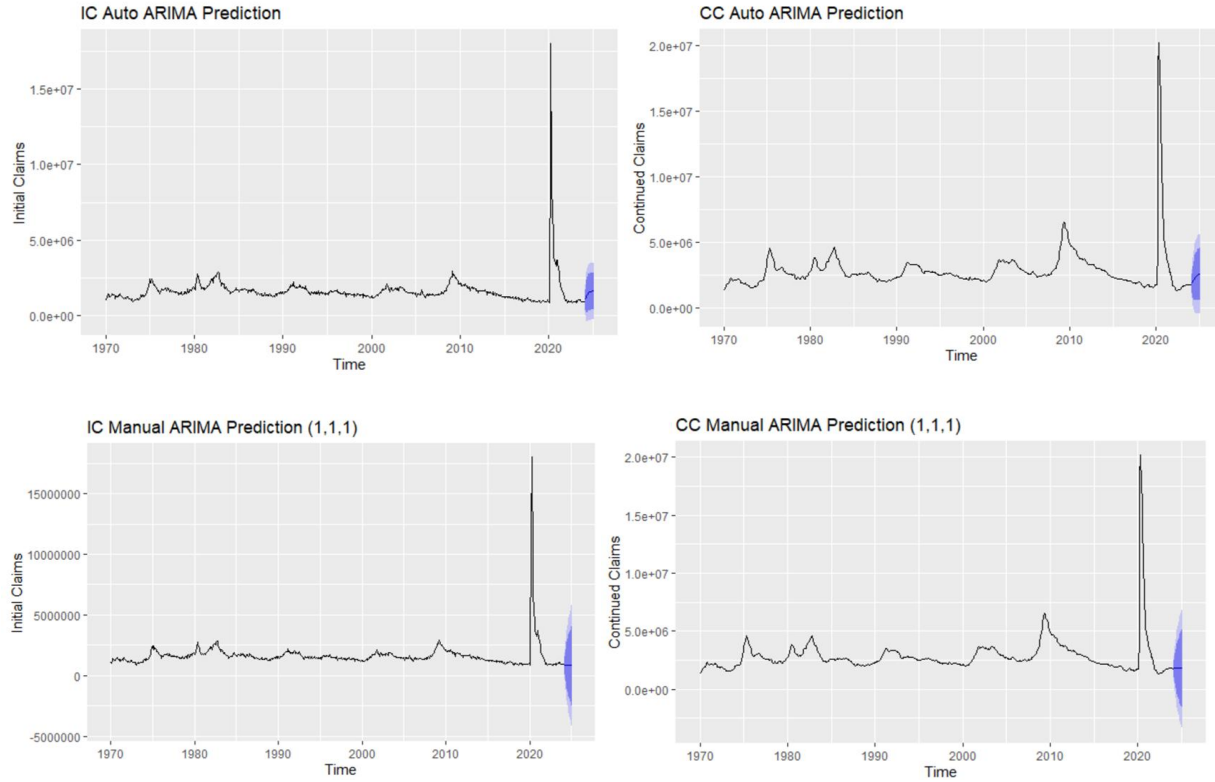 IC Auto ARIMA Prediction
Initial Claims
1.5e+07
1.0e+07
5.0e+06
0.0e+00
1970 1980 1990 2000 2010 2020
Time
CC Auto ARIMA Prediction
Continued Claims
2.0e+07
1.5e+07
1.0e+07
5.0e+06
0.0e+00
1970 1980 1990 2000 2010 2020
Time
IC Manual ARIMA Prediction (1,1,1)
Initial Claims
15000000
10000000
5000000
0
-5000000
1970 1980 1990 2000 2010 2020
Time
CC Manual ARIMA Prediction (1,1,1)
Continued Claims
2.0e+07
1.5e+07
1.0e+07
5.0e+06
0.0e+00
1970 1980 1990 2000 2010 2020
Time